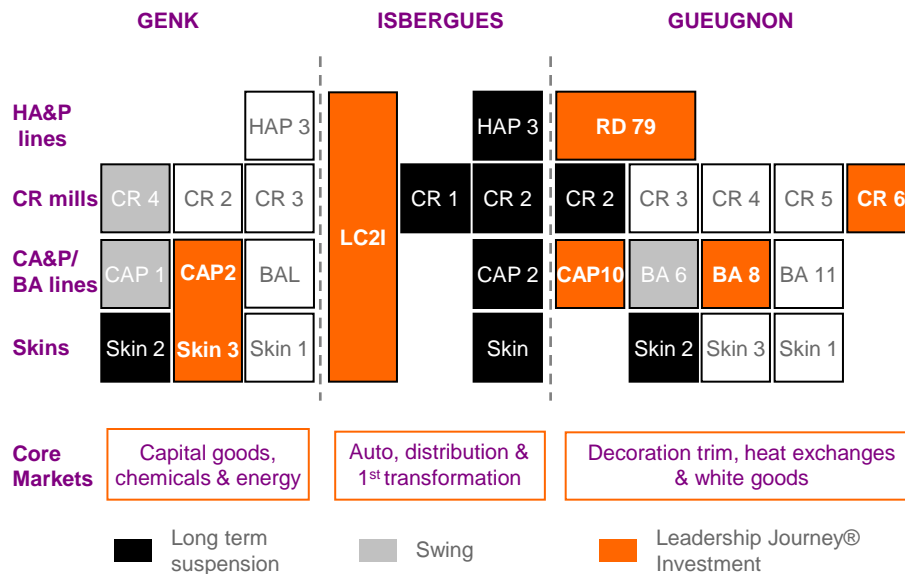 GENK
ISBERGUES
GUEUGNON
HA&P
lines
HAP 3
HAP 3
RD 79
CR mills
CR 4
CR 2
CR 3
CR 1
CR 2
CR 2
CR 3
CR 4
CR 5
CR 6
LC2I
CA&P/
BA lines
CAP 1
CAP2
BAL
CAP 2
CAP10
BA 6
BA 8
BA 11
Skins
Skin 2
Skin 3
Skin 1
Skin
Skin 2
Skin 3
Skin 1
Core
Markets
Capital goods,
chemicals & energy
Auto, distribution &
1st transformation
Decoration trim, heat exchanges
& white goods
Long term
suspension
Swing
Leadership Journey®
Investment